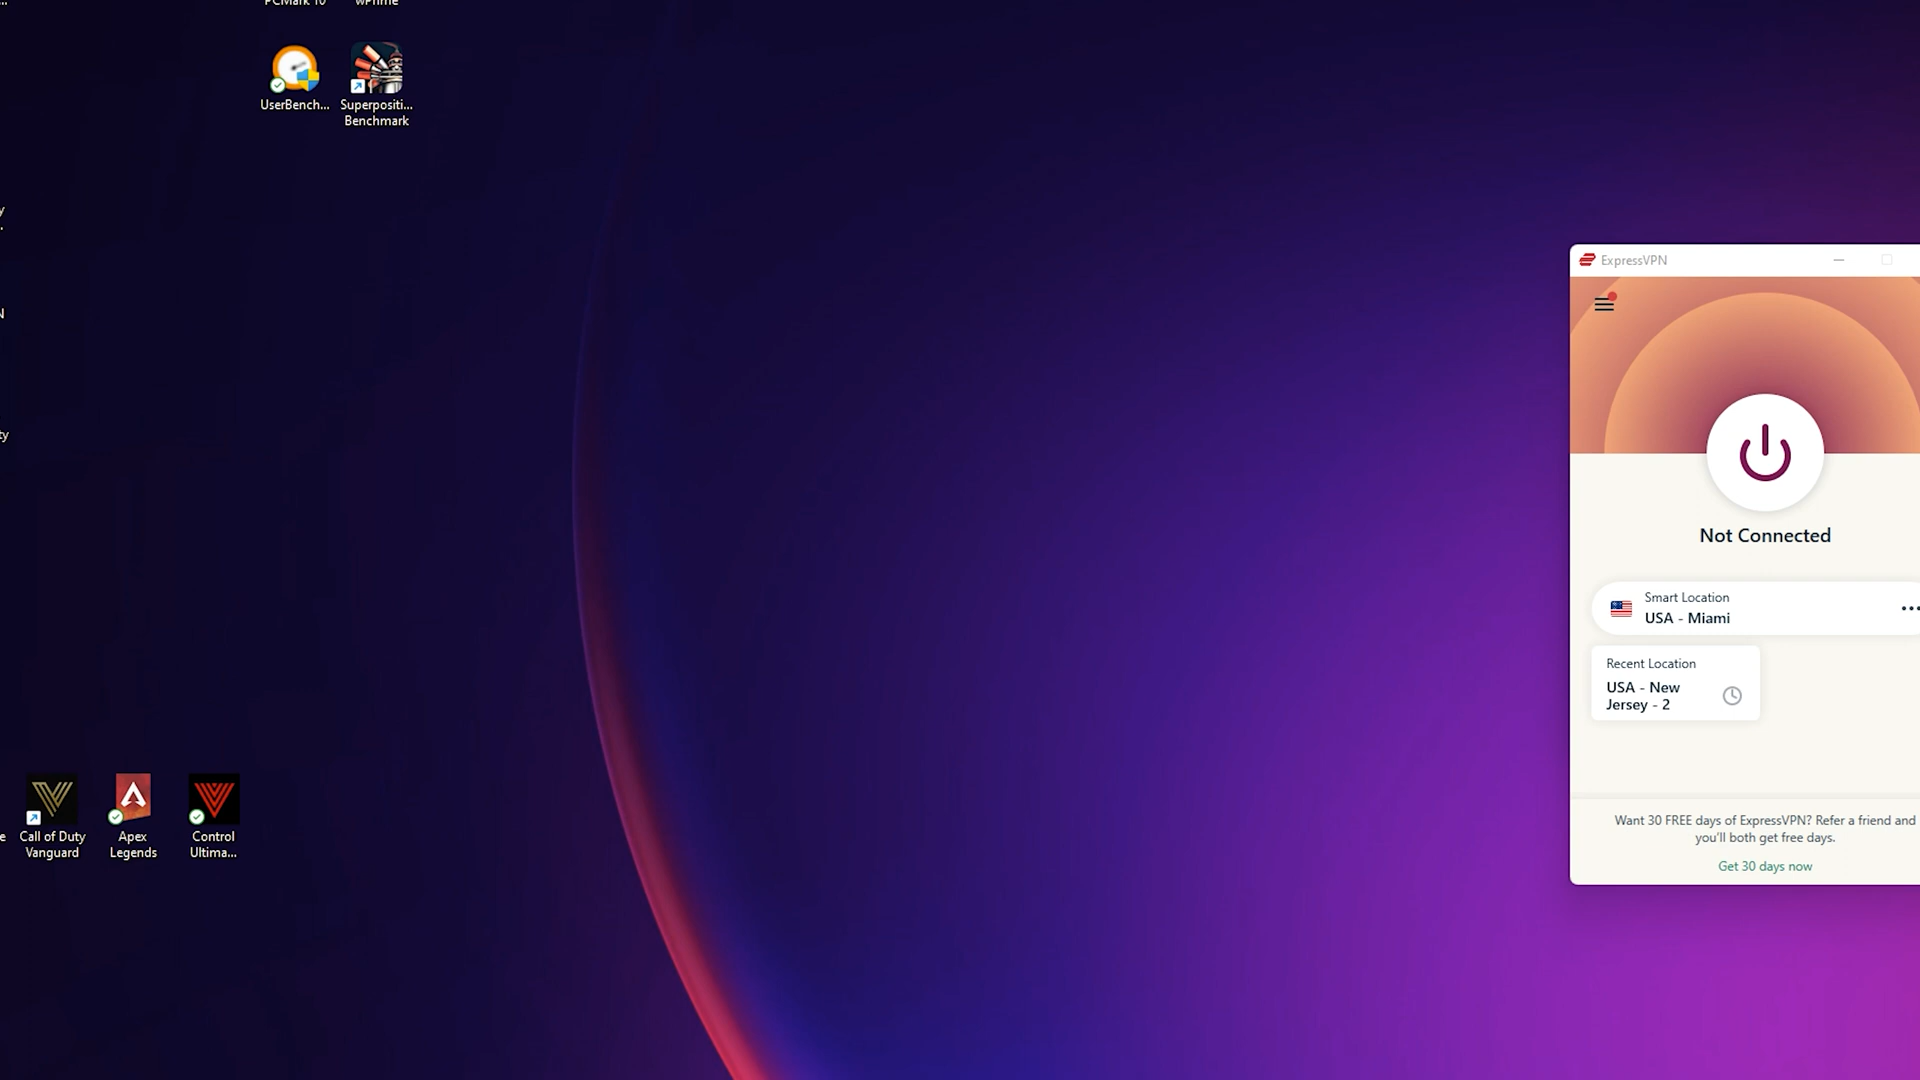 PCMark 10
wPrime
UserBench...
Superpositi...
Benchmark
ExpressVPN
Not Connected
Smart Location
USA - Miami
Recent Location
USA - New
Jersey - 2
Want 30 FREE days of ExpressVPN? Refer a friend and
you'll both get free days.
Get 30 days now
Call of Duty
Vanguard
Apex
Legends
Control
Ultima...